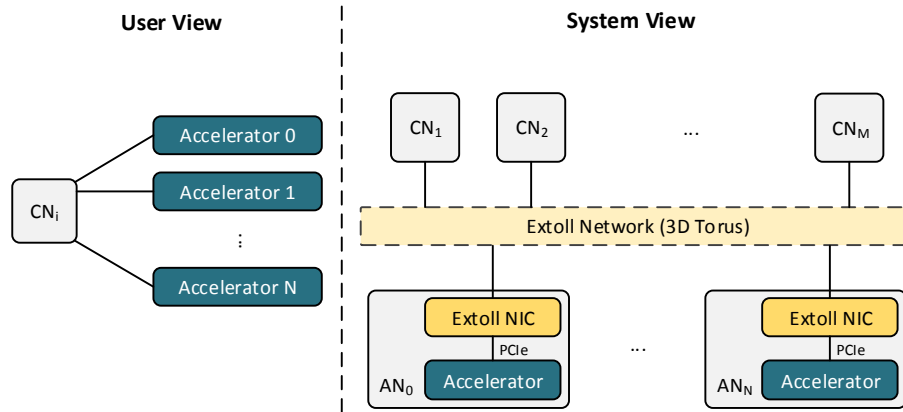 User View
System View
Accelerator 0
Accelerator 1
CNi
⋮
Accelerator N
CN1
CN2
...
CNM
Extoll Network (3D Torus)
Extoll NIC
PCIe
Accelerator
AN0
...
Extoll NIC
PCIe
Accelerator
ANN